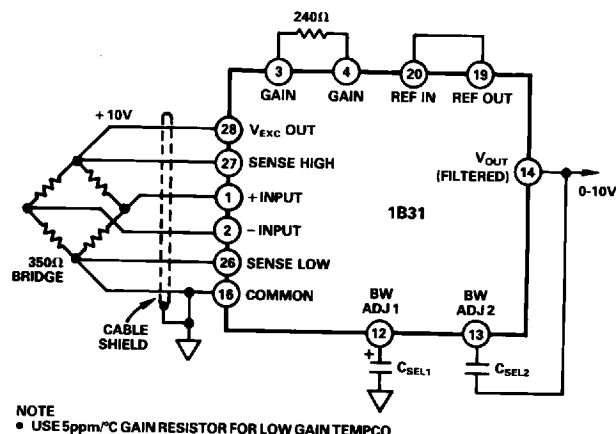 240Ω
3
4
20
19
GAIN
GAIN
REF IN
REF OUT
+10V
28
VEXC OUT
27
SENSE HIGH
1
+INPUT
2
−INPUT
26
SENSE LOW
16
COMMON
VOUT
(FILTERED)
14
0-10V
1B31
350Ω
BRIDGE
CABLE
SHIELD
BW
ADJ 1
BW
ADJ 2
12
13
+
CSEL1
CSEL2
NOTE
● USE 5ppm/°C GAIN RESISTOR FOR LOW GAIN TEMPCO